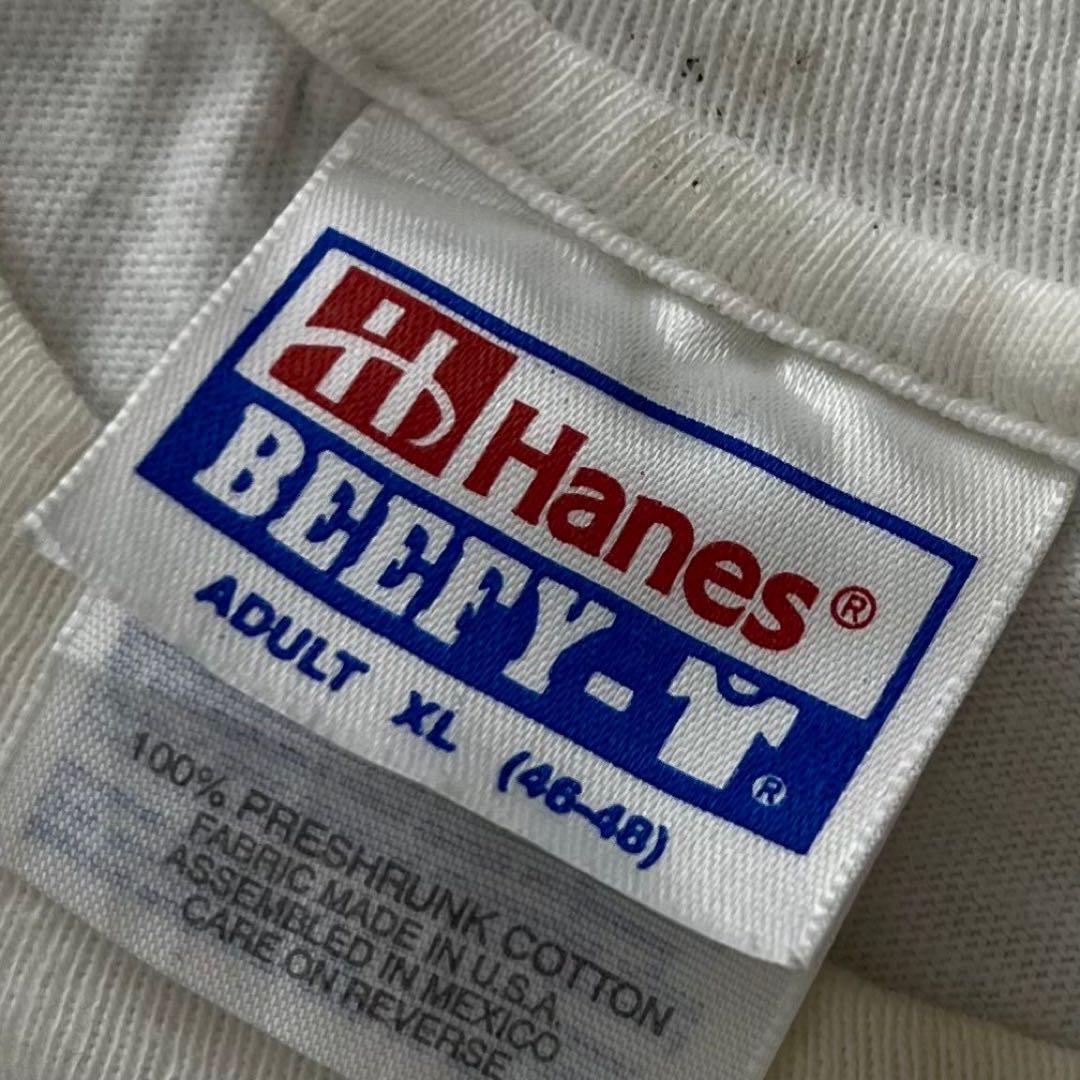 Hanes®
BEEFY-T®
ADULT XL (46-48)
100% PRESHRUNK COTTON
FABRIC MADE IN U.S.A.
ASSEMBLED IN MEXICO
CARE ON REVERSE